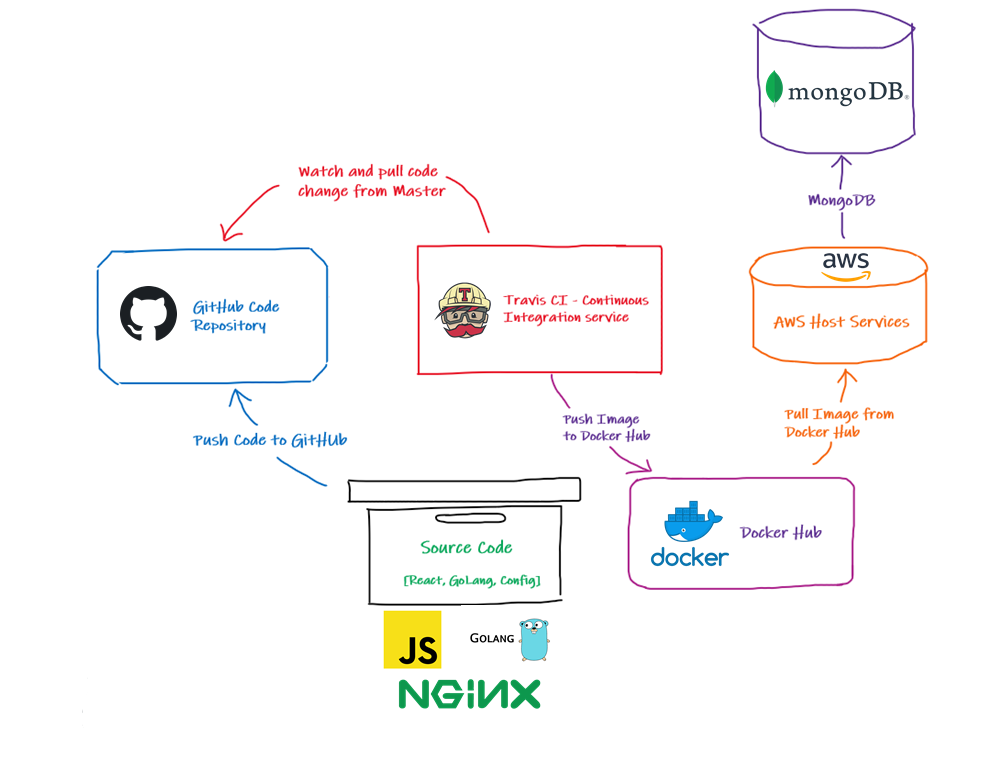 mongoDB®
Watch and pull code
change from Master
MongoDB
aws
GitHub Code
Repository
T
Travis CI - Continuous
Integration service
AWS Host Services
Push Code to GitHUb
Push Image
to Docker Hub
Pull Image from
Docker Hub
Source Code
[React, GoLang, Config]
docker
Docker Hub
JS
GOLANG
NGINX